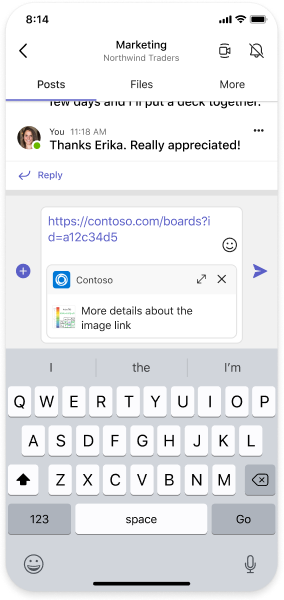 8:14
Marketing
Northwind Traders
Posts Files More
few days and I'll put a deck together.
You 11:18 AM
Thanks Erika. Really appreciated!
Reply
https://contoso.com/boards?i
d=a12c34d5
Contoso
More details about the
image link
I the I'm
Q W E R T Y U I O P
A S D F G H J K L
Z X C V B N M
123 space Go